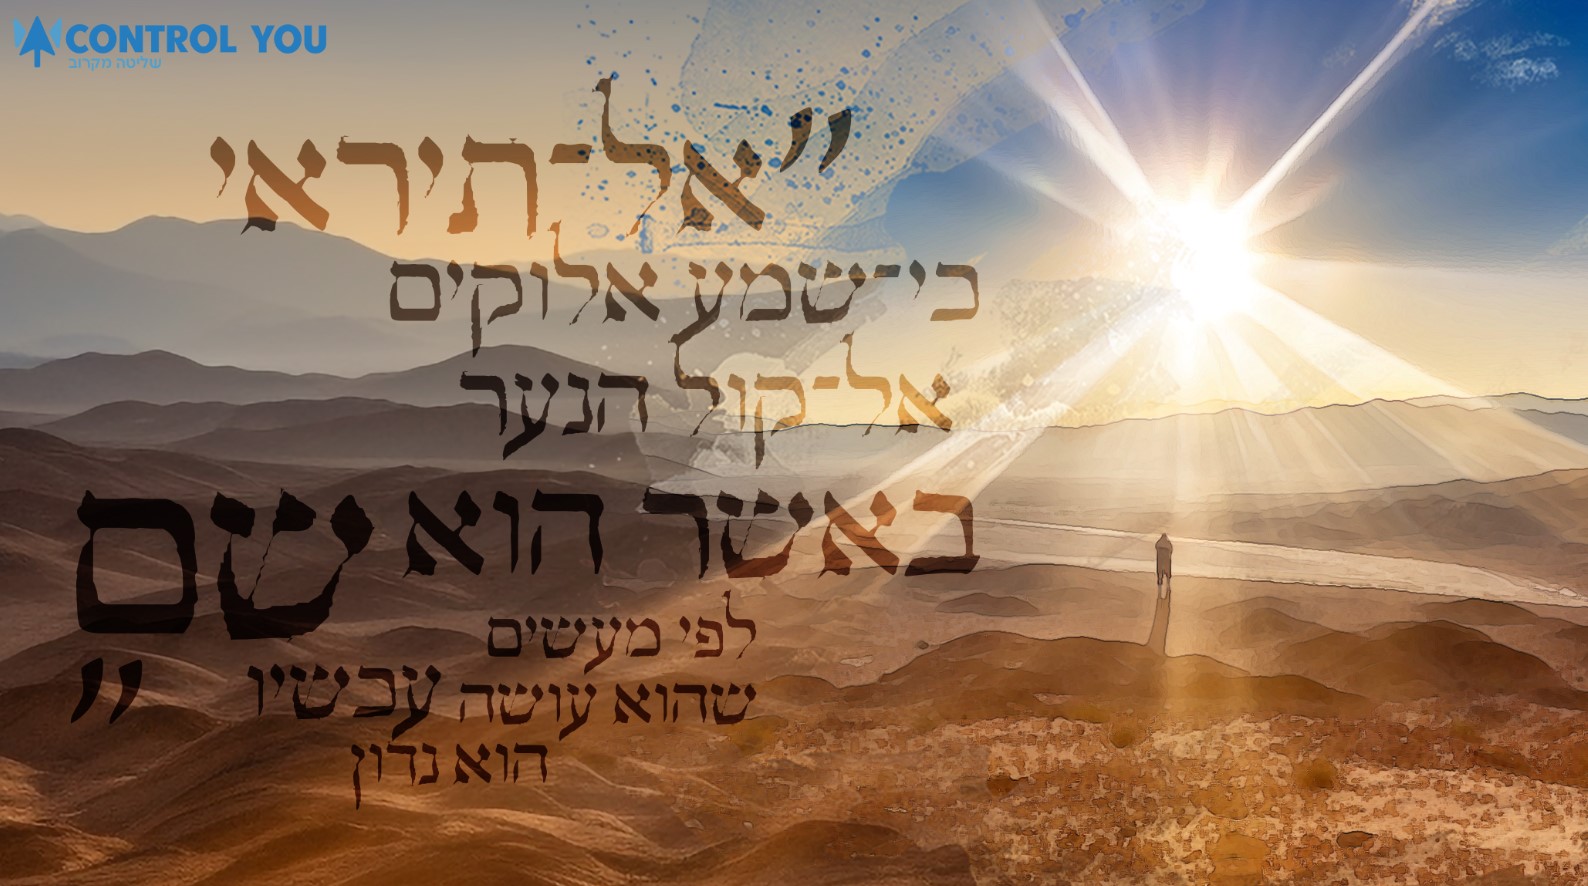 CONTROL YOU
שליטה מקרוב
"אל־תיראי
כי־שמע אלוקים
אל־קול הנער
באשר הוא שם
לפי מעשים
שהוא עושה עכשיו
הוא נדון"